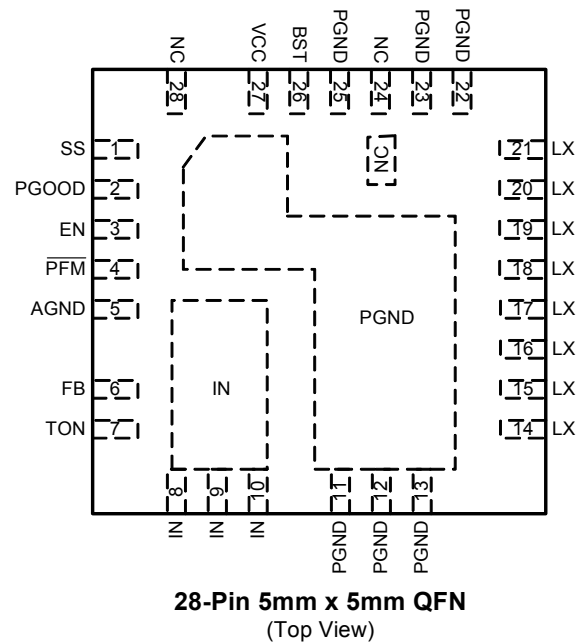 NC
VCC
BST
PGND
NC
PGND
PGND
28
27
26
25
24
23
22
SS 1
PGOOD 2
EN 3
PFM 4
AGND 5
FB 6
TON 7
NC
21 LX
20 LX
19 LX
18 LX
17 LX
16 LX
15 LX
14 LX
PGND
IN
8
9
10
11
12
13
IN
IN
IN
PGND
PGND
PGND
28-Pin 5mm x 5mm QFN
(Top View)